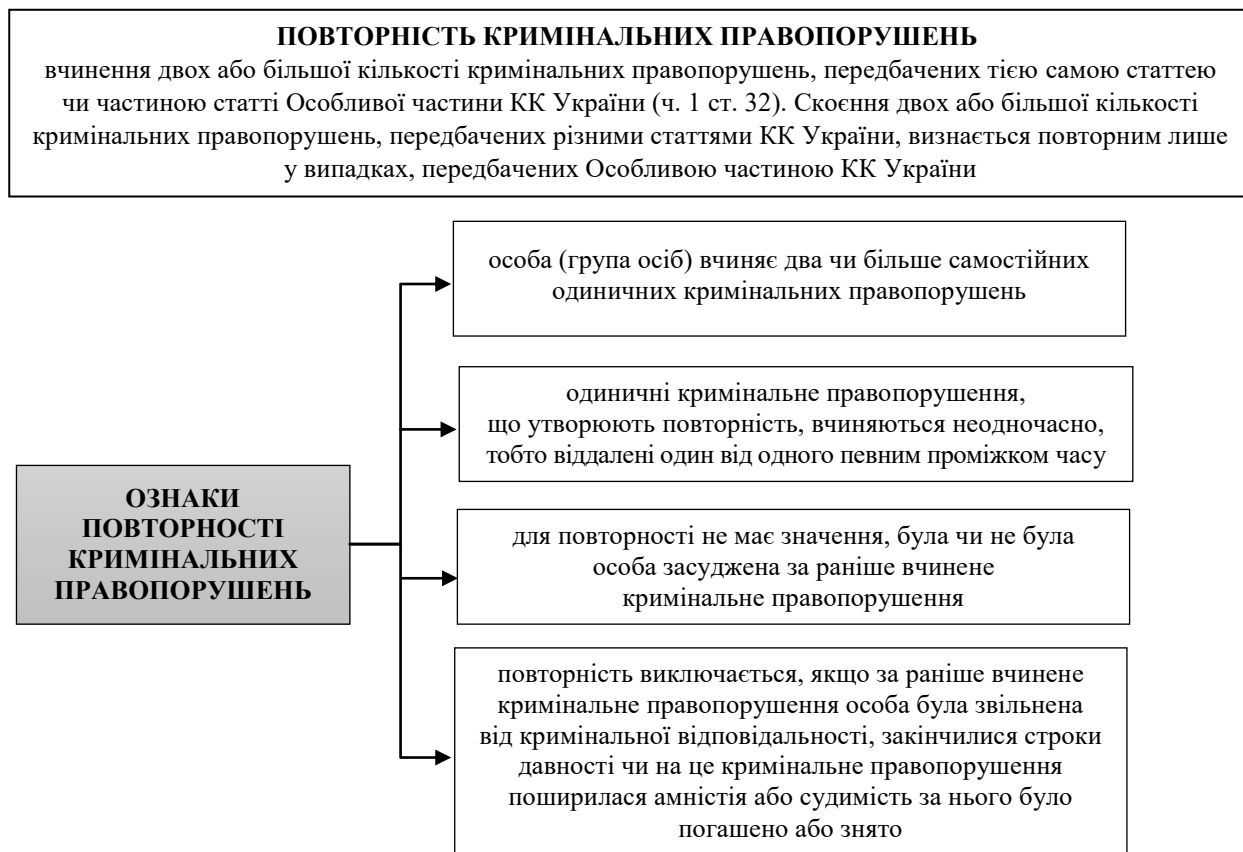 ПОВТОРНІСТЬ КРИМІНАЛЬНИХ ПРАВОПОРУШЕНЬ
вчинення двох або більшої кількості кримінальних правопорушень, передбачених тією самою статтею
чи частиною статті Особливої частини КК України (ч. 1 ст. 32). Скоєння двох або більшої кількості
кримінальних правопорушень, передбачених різними статтями КК України, визнається повторним лише
у випадках, передбачених Особливою частиною КК України
особа (група осіб) вчиняє два чи більше самостійних
одиничних кримінальних правопорушень
одиничні кримінальне правопорушення,
що утворюють повторність, вчиняються неодночасно,
тобто віддалені один від одного певним проміжком часу
ОЗНАКИ
ПОВТОРНОСТІ
КРИМІНАЛЬНИХ
ПРАВОПОРУШЕНЬ
для повторності не має значення, була чи не була
особа засуджена за раніше вчинене
кримінальне правопорушення
повторність виключається, якщо за раніше вчинене
кримінальне правопорушення особа була звільнена
від кримінальної відповідальності, закінчилися строки
давності чи на це кримінальне правопорушення
поширилася амністія або судимість за нього було
погашено або знято